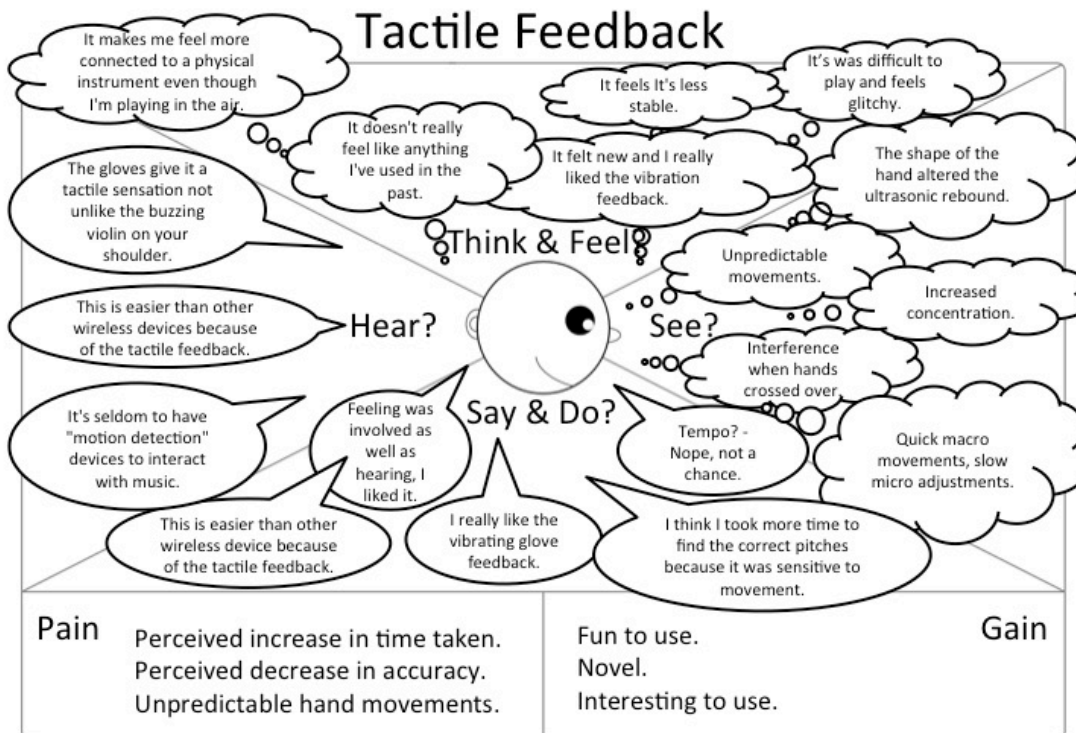 Tactile Feedback
It makes me feel more
connected to a physical
instrument even though
I'm playing in the air.
It feels It's less
stable.
It's was difficult to
play and feels
glitchy.
It doesn't really
feel like anything
I've used in the
past.
It felt new and I really
liked the vibration
feedback.
The shape of the
hand altered the
ultrasonic rebound.
The gloves give it a
tactile sensation not
unlike the buzzing
violin on your
shoulder.
Think & Feel?
Unpredictable
movements.
Increased
concentration.
This is easier than other
wireless devices because
of the tactile feedback.
Hear?
See?
Interference
when hands
crossed over.
It's seldom to have
"motion detection"
devices to interact
with music.
Feeling was
involved as
well as
hearing, I
liked it.
Say & Do?
Tempo? -
Nope, not a
chance.
Quick macro
movements, slow
micro adjustments.
This is easier than other
wireless device because
of the tactile feedback.
I really like the
vibrating glove
feedback.
I think I took more time to
find the correct pitches
because it was sensitive to
movement.
Pain
Perceived increase in time taken.
Perceived decrease in accuracy.
Unpredictable hand movements.
Gain
Fun to use.
Novel.
Interesting to use.